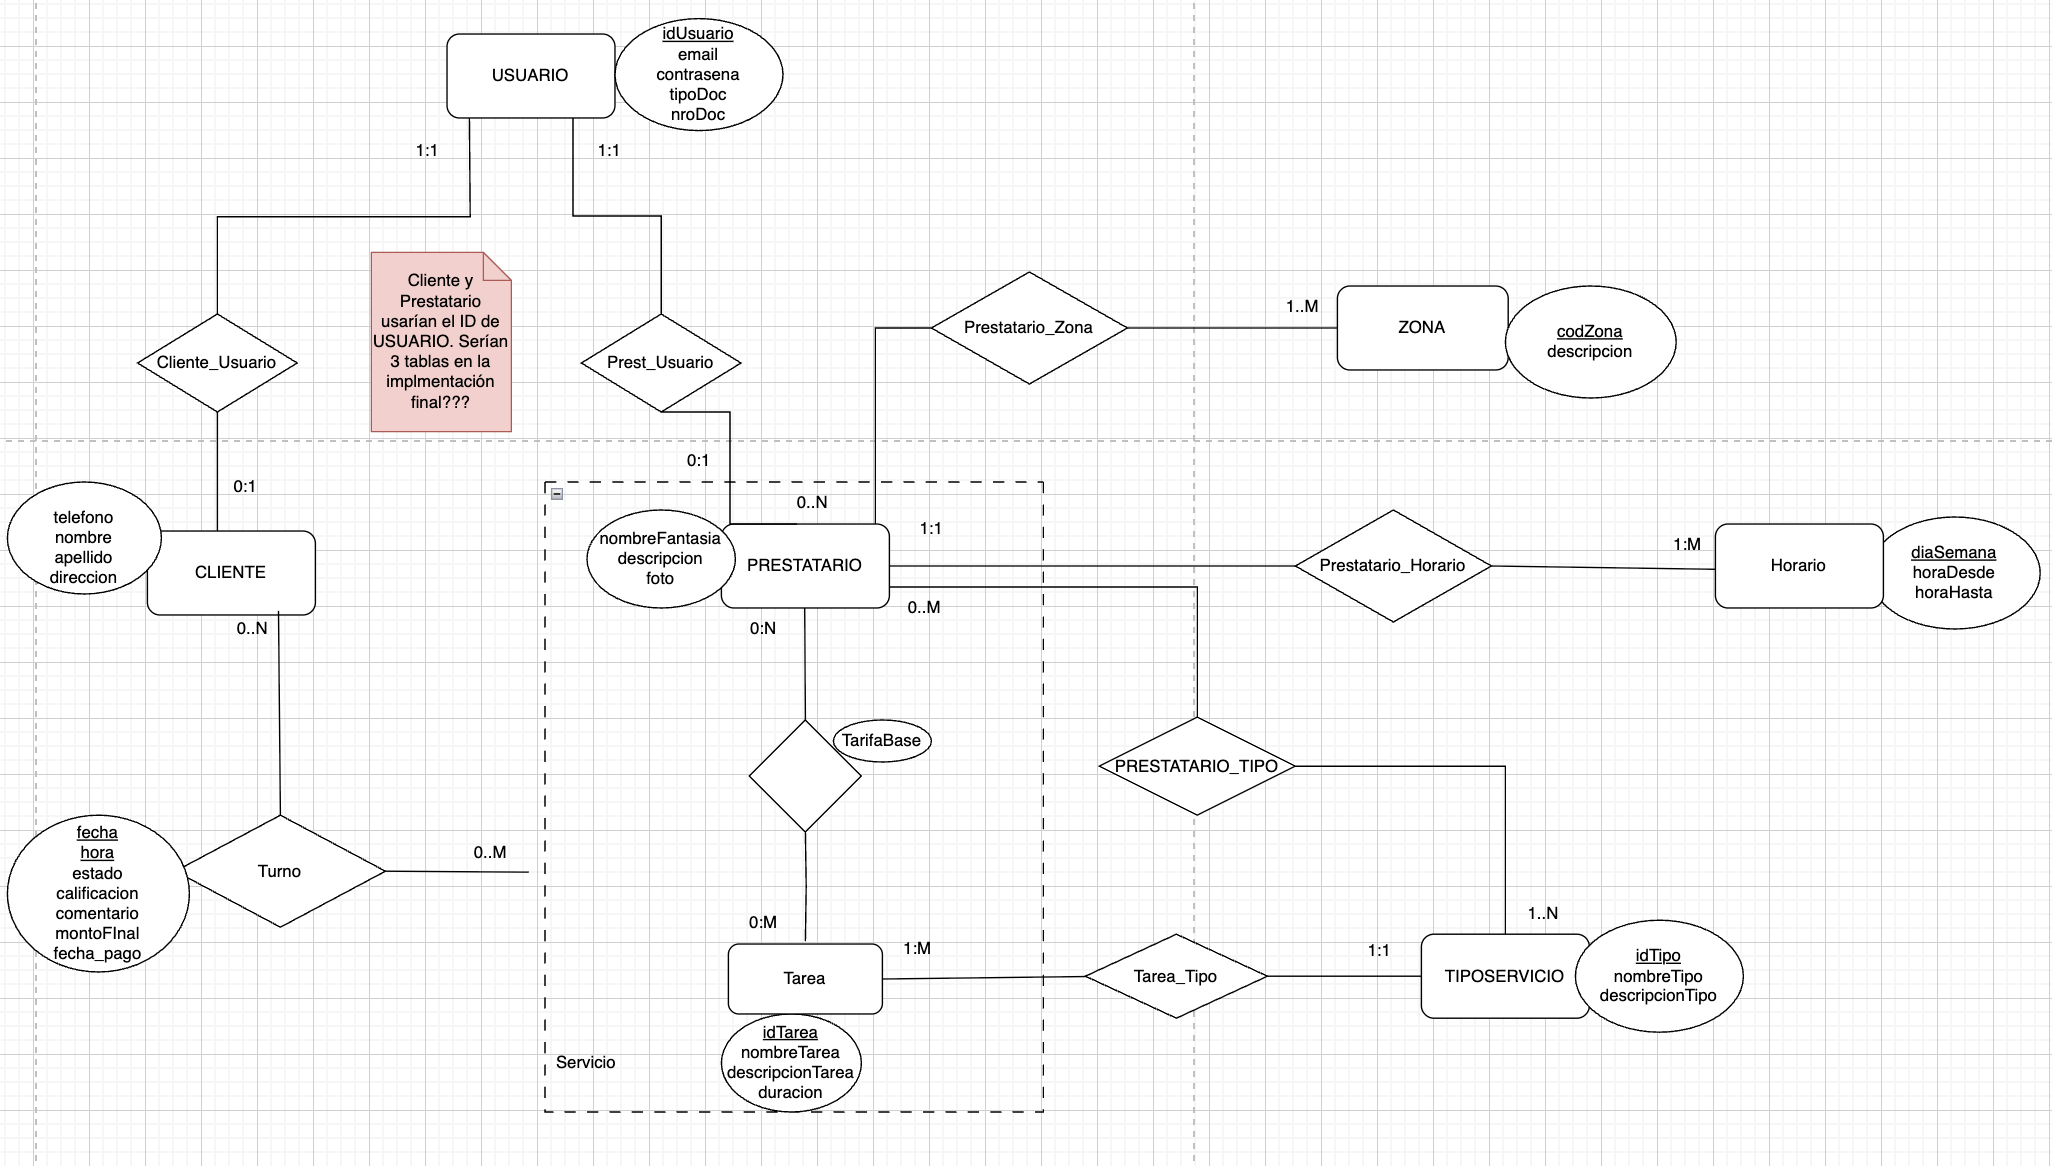 USUARIO
idUsuario
email
contrasena
tipoDoc
nroDoc
1:1
1:1
Cliente y
Prestatario
usarían el ID de
USUARIO. Serían
3 tablas en la
implmentación
final???
Cliente_Usuario
Prest_Usuario
Prestatario_Zona
1..M
ZONA
codZona
descripcion
0:1
0:1
telefono
nombre
apellido
direccion
CLIENTE
0..N
0..N
nombreFantasia
descripcion
foto
PRESTATARIO
1:1
Prestatario_Horario
1:M
Horario
diaSemana
horaDesde
horaHasta
0..M
0:N
TarifaBase
PRESTATARIO_TIPO
fecha
hora
estado
calificacion
comentario
montoFInal
fecha_pago
Turno
0..M
0:M
1:M
Tarea
Tarea_Tipo
1:1
1..N
TIPOSERVICIO
idTipo
nombreTipo
descripcionTipo
idTarea
nombreTarea
descripcionTarea
duracion
Servicio